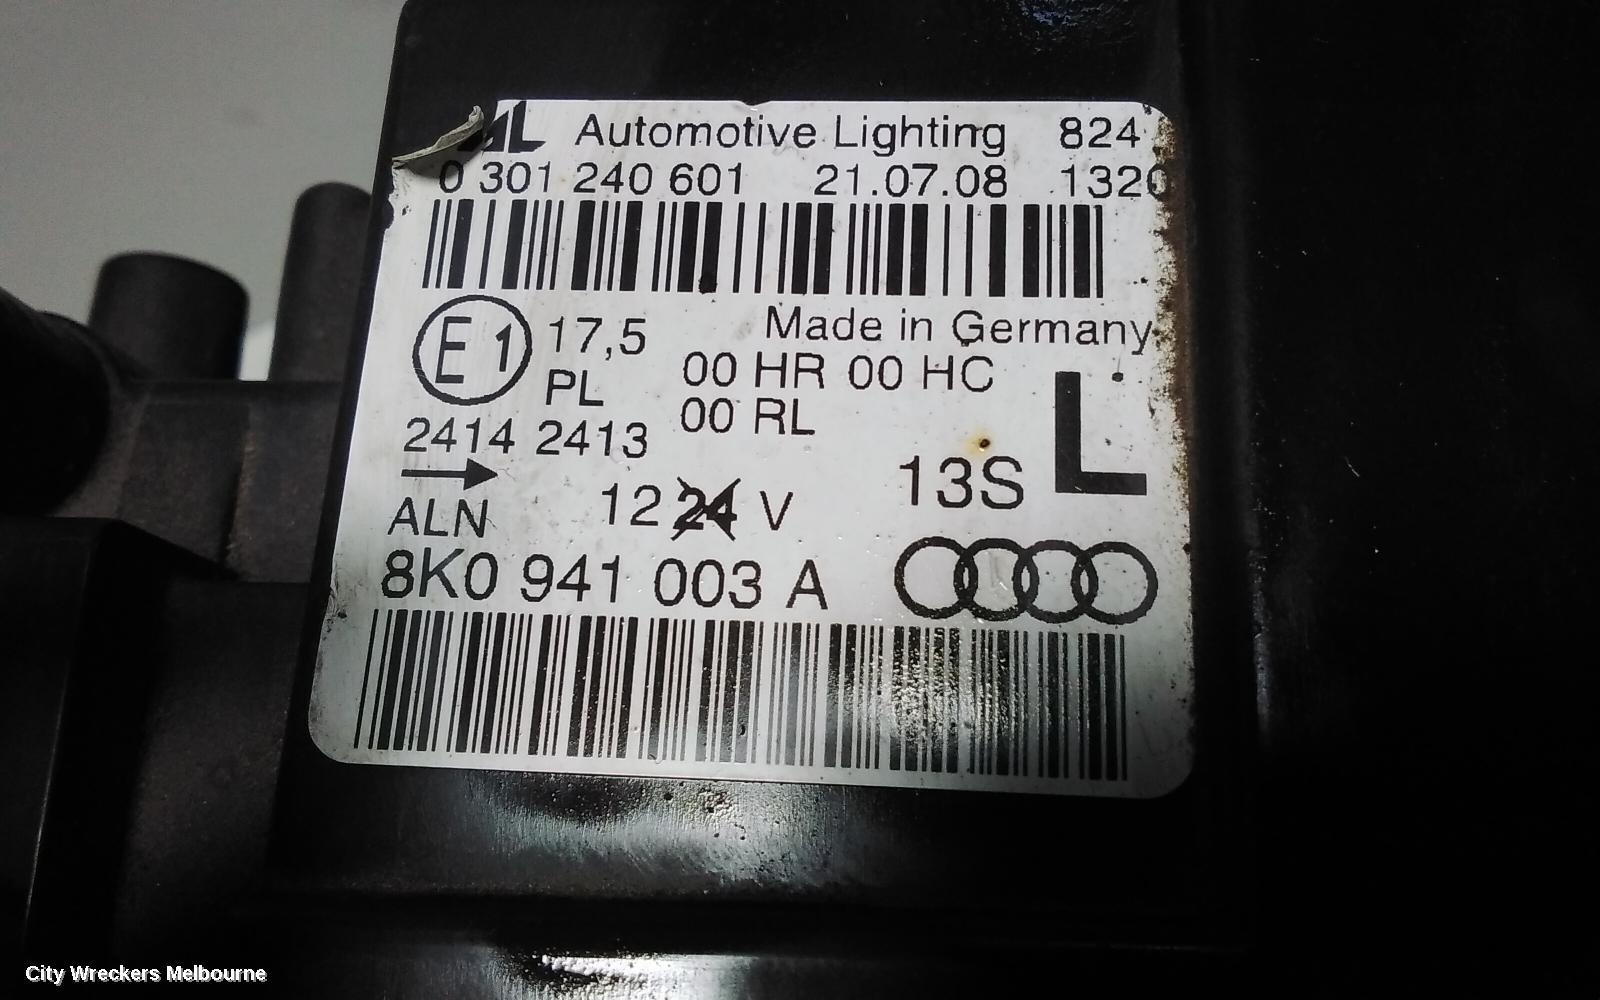 AL Automotive Lighting 824
0 301 240 601 21.07.08 1320
Made in Germany
E1 17,5 00 HR 00 HC
PL 00 RL L
2414 2413
13S
ALN 12 24 V
8K0 941 003 A
City Wreckers Melbourne